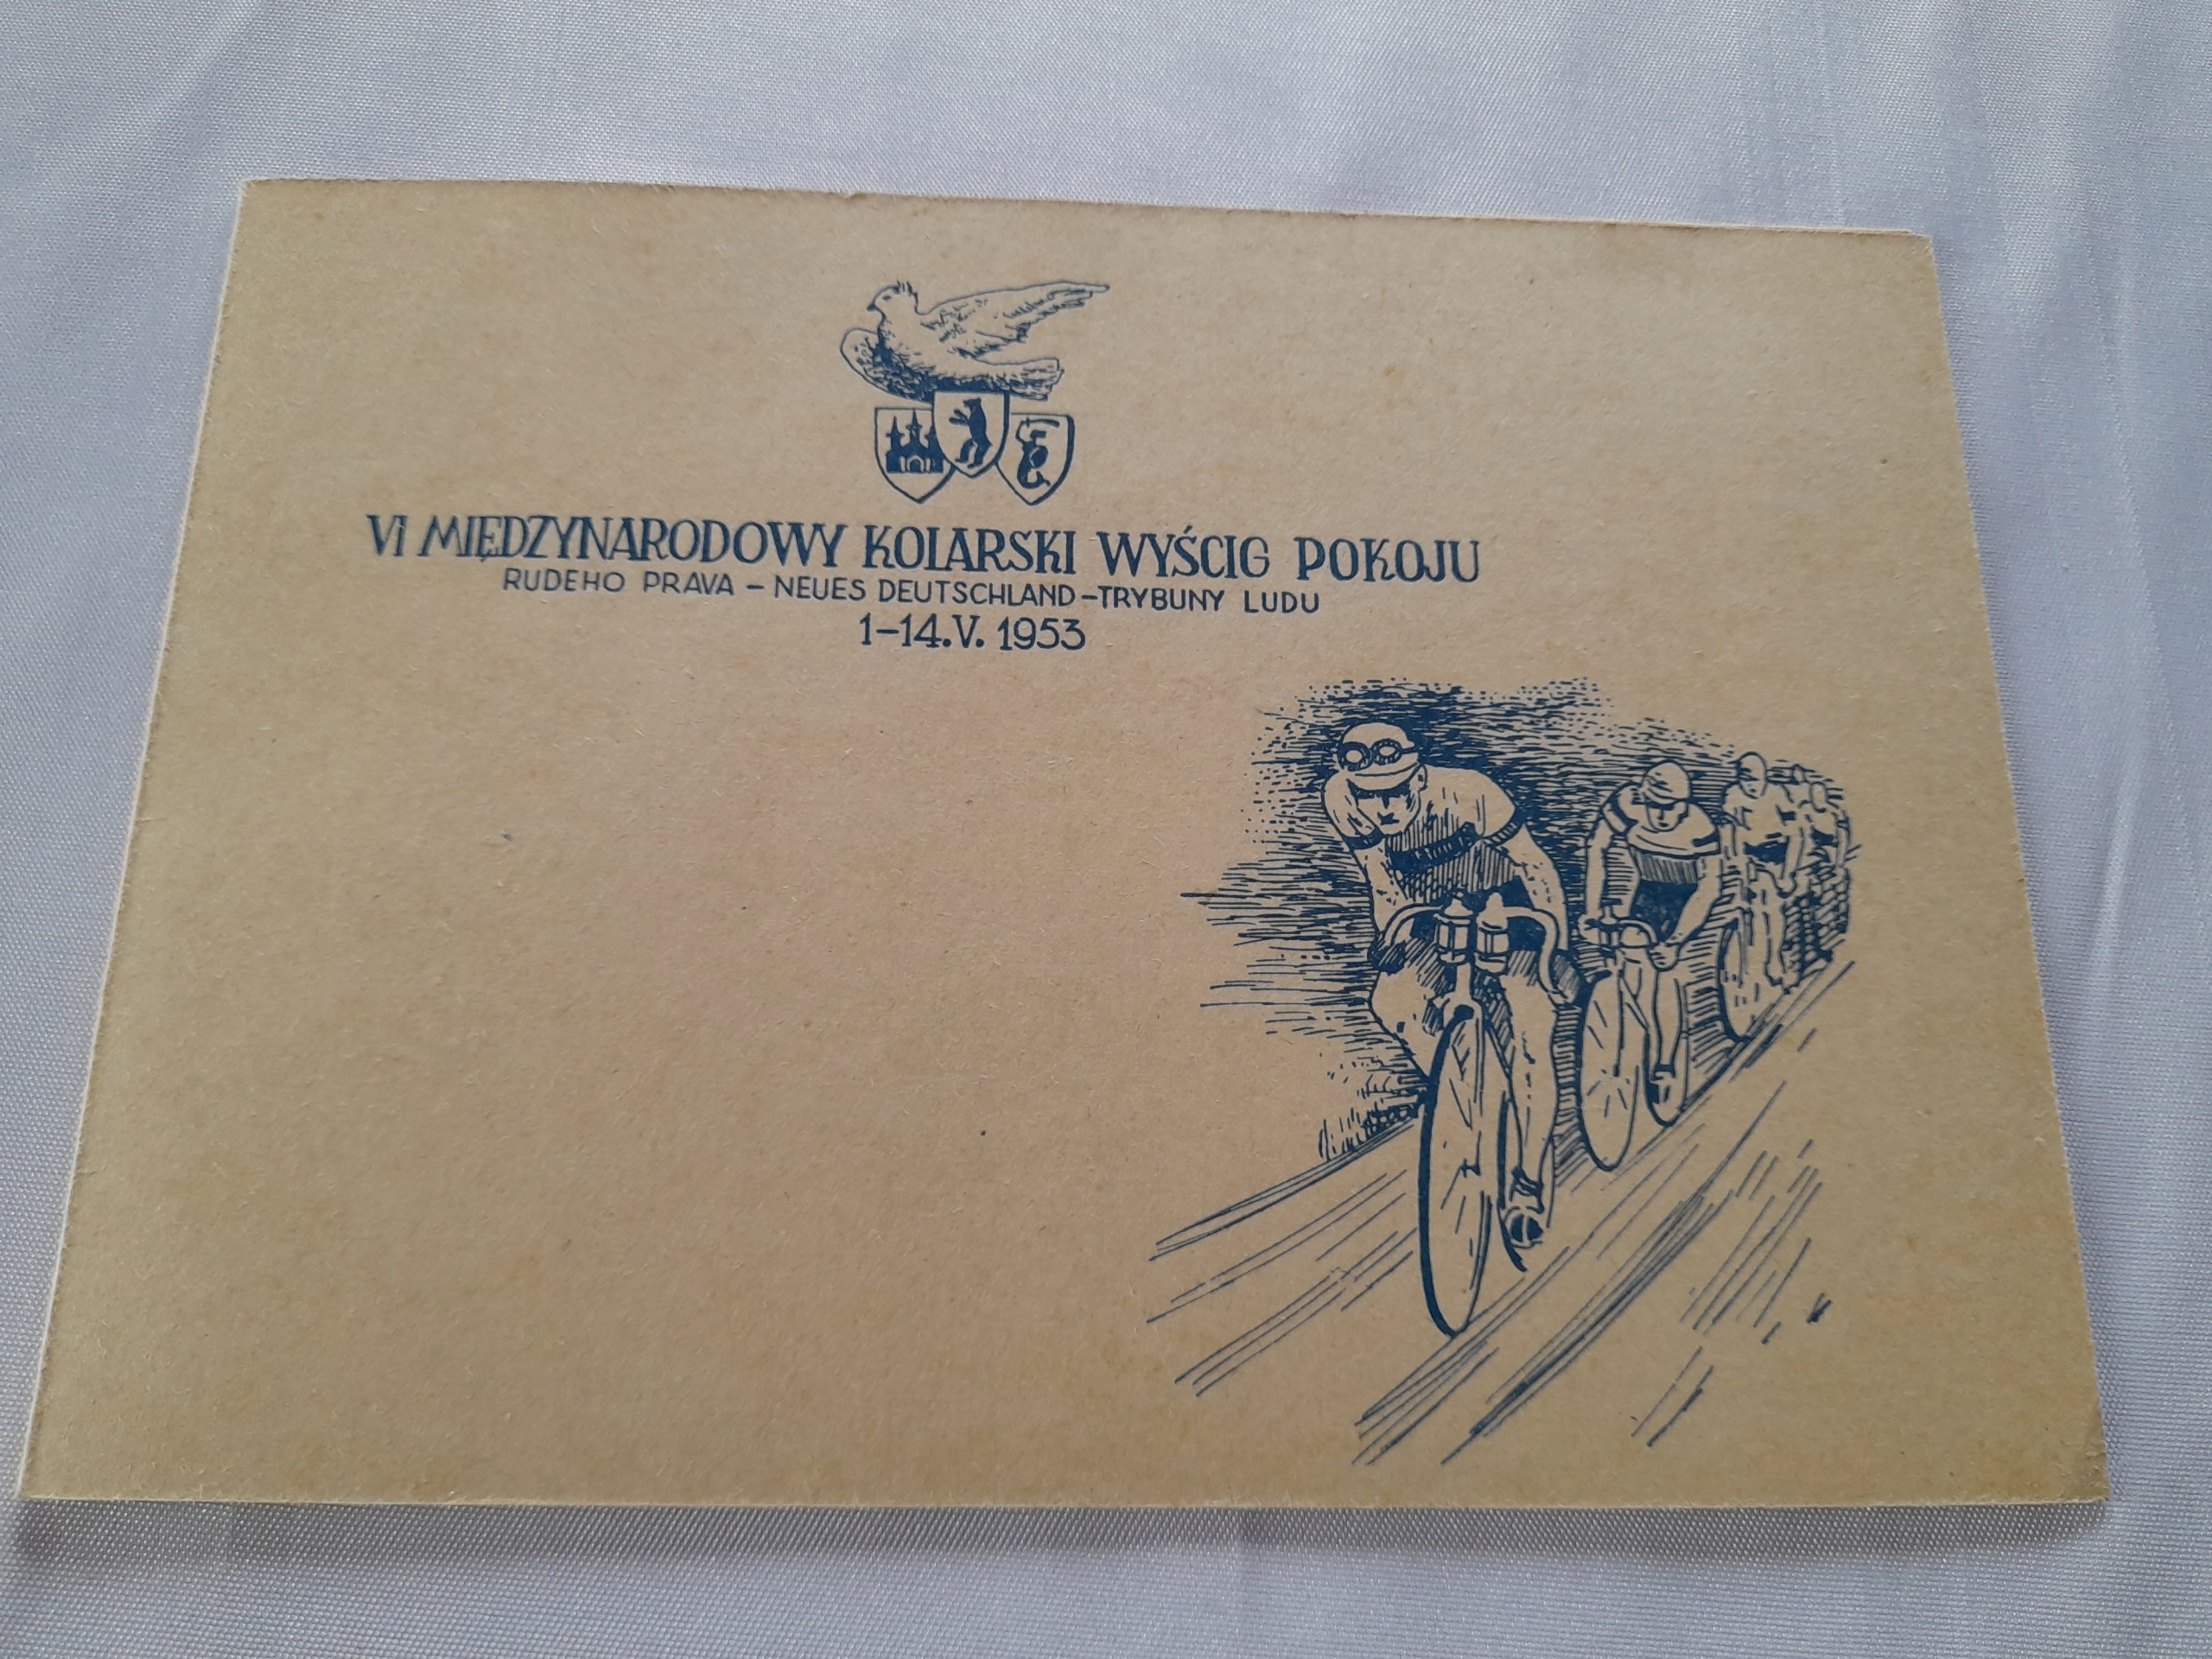 VI MIĘDZYNARODOWY KOLARSKI WYŚCIG POKOJU
RUDEHO PRAVA – NEUES DEUTSCHLAND – TRYBUNY LUDU
1–14.V. 1953